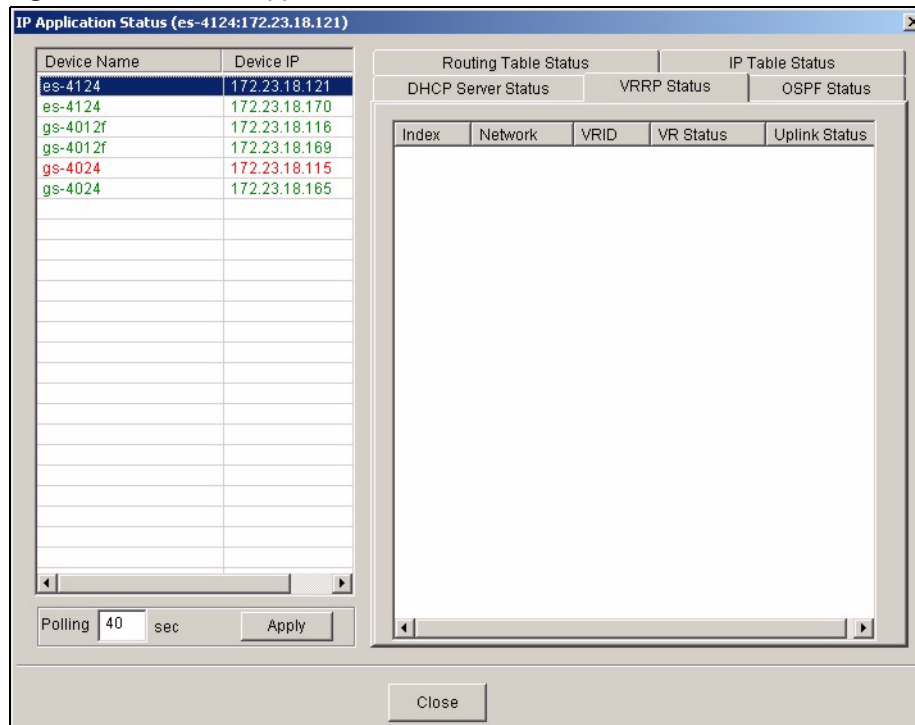 IP Application Status (es-4124:172.23.18.121)
Device Name Device IP
es-4124 172.23.18.121
es-4124 172.23.18.170
gs-4012f 172.23.18.116
gs-4012f 172.23.18.169
gs-4024 172.23.18.115
gs-4024 172.23.18.165
Polling 40 sec Apply
Routing Table Status IP Table Status
DHCP Server Status VRRP Status OSPF Status
Index Network VRID VR Status Uplink Status
Close